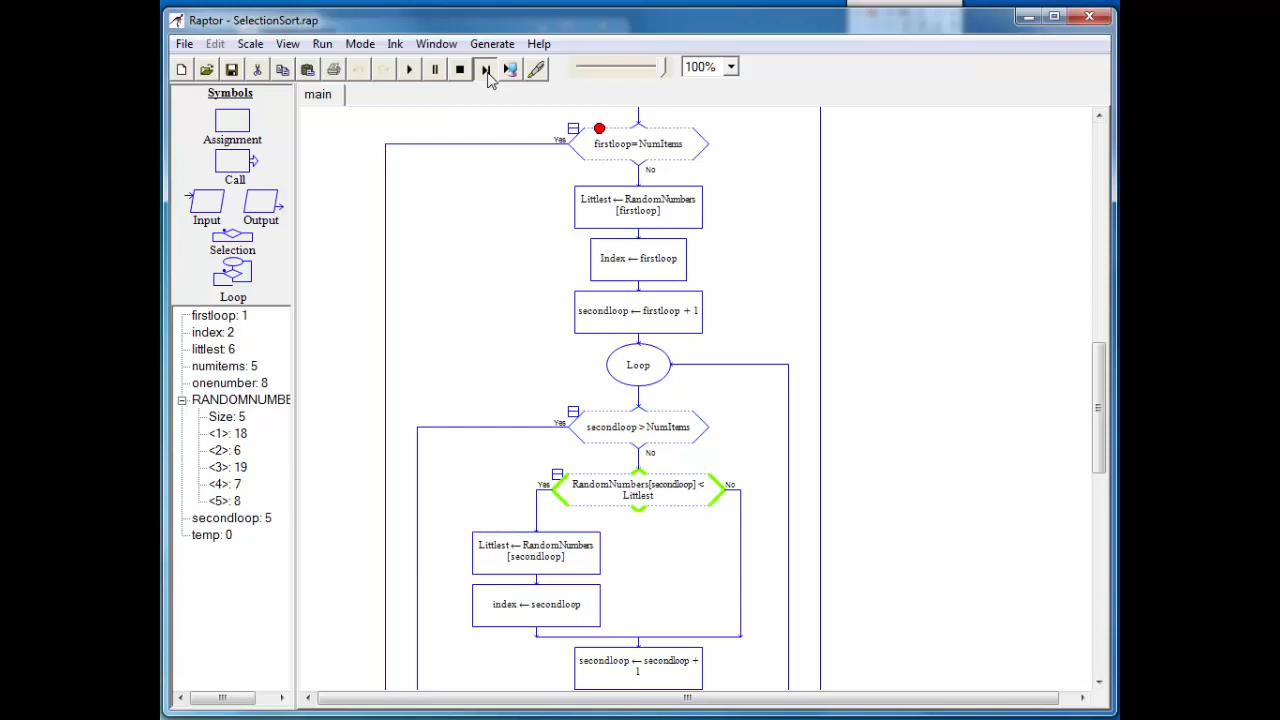 Raptor - SelectionSort.rap
File Edit Scale View Run Mode Ink Window Generate Help
100%
Symbols
Assignment
Call
Input Output
Selection
Loop
firstloop: 1
index: 2
littlest: 6
numitems: 5
onenumber: 8
RANDOMNUMBE
Size: 5
<1>: 18
<2>: 6
<3>: 19
<4>: 7
<5>: 8
secondloop: 5
temp: 0
main
Yes
firstloop=NumItems
No
Littlest ← RandomNumbers
[firstloop]
Index ← firstloop
secondloop ← firstloop + 1
Loop
Yes
secondloop > NumItems
No
Yes
RandomNumbers[secondloop] <
Littlest
No
Littlest ← RandomNumbers
[secondloop]
index ← secondloop
secondloop ← secondloop +
1